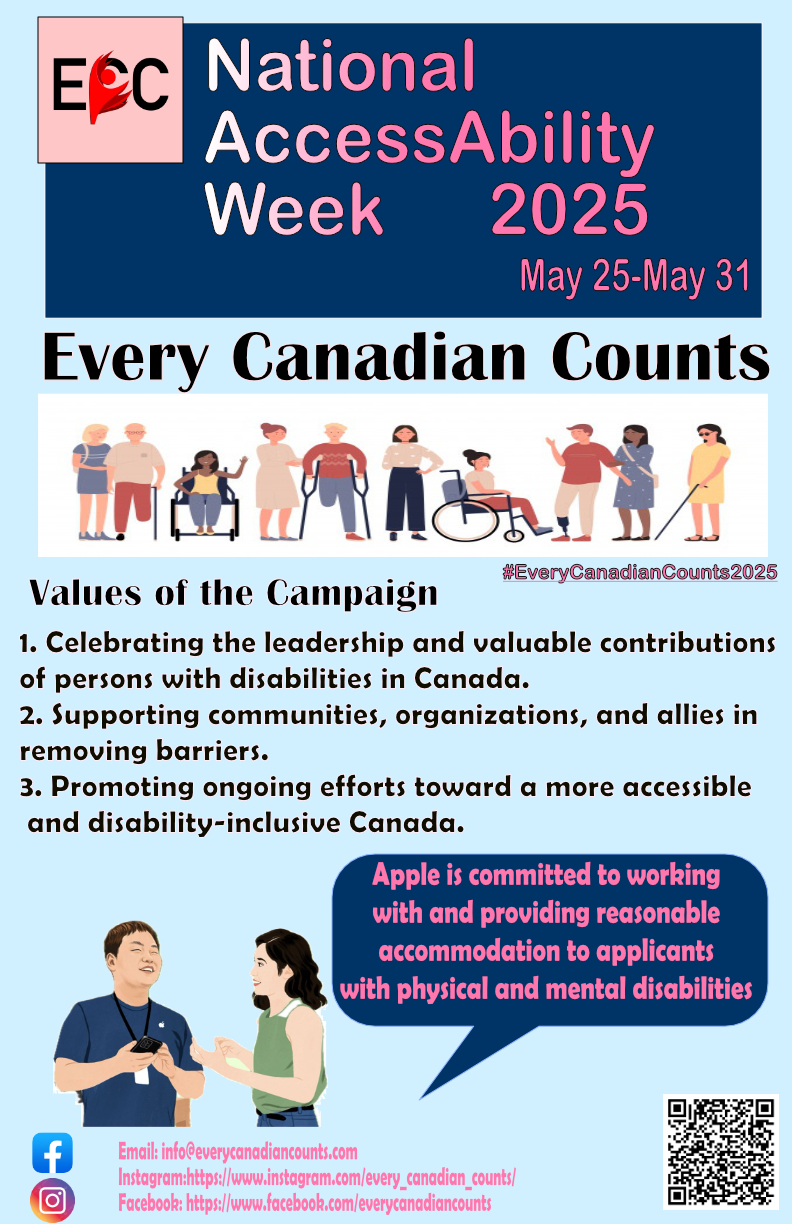 ECC
National
AccessAbility
Week 2025
May 25-May 31
Every Canadian Counts
#EveryCanadianCounts2025
Values of the Campaign
1. Celebrating the leadership and valuable contributions
of persons with disabilities in Canada.
2. Supporting communities, organizations, and allies in
removing barriers.
3. Promoting ongoing efforts toward a more accessible
and disability-inclusive Canada.
Apple is committed to working
with and providing reasonable
accommodation to applicants
with physical and mental disabilities
Email: info@everycanadiancounts.com
Instagram:https://www.instagram.com/every_canadian_counts/
Facebook: https://www.facebook.com/everycanadiancounts